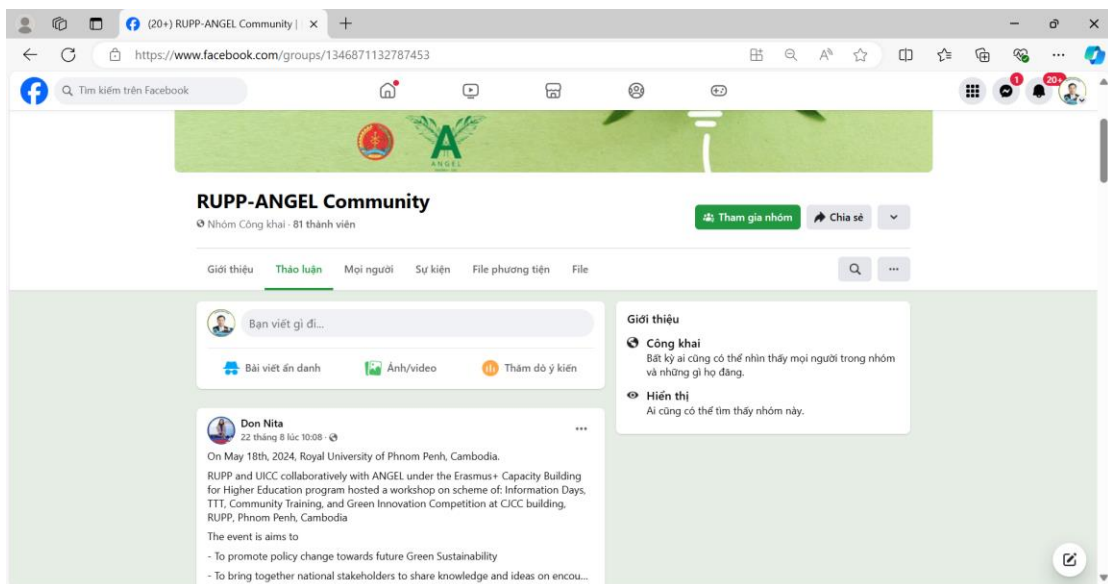 (20+) RUPP-ANGEL Community |
https://www.facebook.com/groups/1346871132787453
Tìm kiếm trên Facebook
1
20+
ANGEL
RUPP-ANGEL Community
Nhóm Công khai · 81 thành viên
Tham gia nhóm
Chia sẻ
Giới thiệu
Thảo luận
Mọi người
Sự kiện
File phương tiện
File
Bạn viết gì đi...
Bài viết ẩn danh
Ảnh/video
Thăm dò ý kiến
Don Nita
22 tháng 8 lúc 10:08 ·
On May 18th, 2024, Royal University of Phnom Penh, Cambodia.
RUPP and UICC collaboratively with ANGEL under the Erasmus+ Capacity Building
for Higher Education program hosted a workshop on scheme of: Information Days,
TTT, Community Training, and Green Innovation Competition at CJCC building,
RUPP, Phnom Penh, Cambodia
The event is aims to
- To promote policy change towards future Green Sustainability
- To bring together national stakeholders to share knowledge and ideas on encou...
Giới thiệu
Công khai
Bất kỳ ai cũng có thể nhìn thấy mọi người trong nhóm
và những gì họ đăng.
Hiển thị
Ai cũng có thể tìm thấy nhóm này.